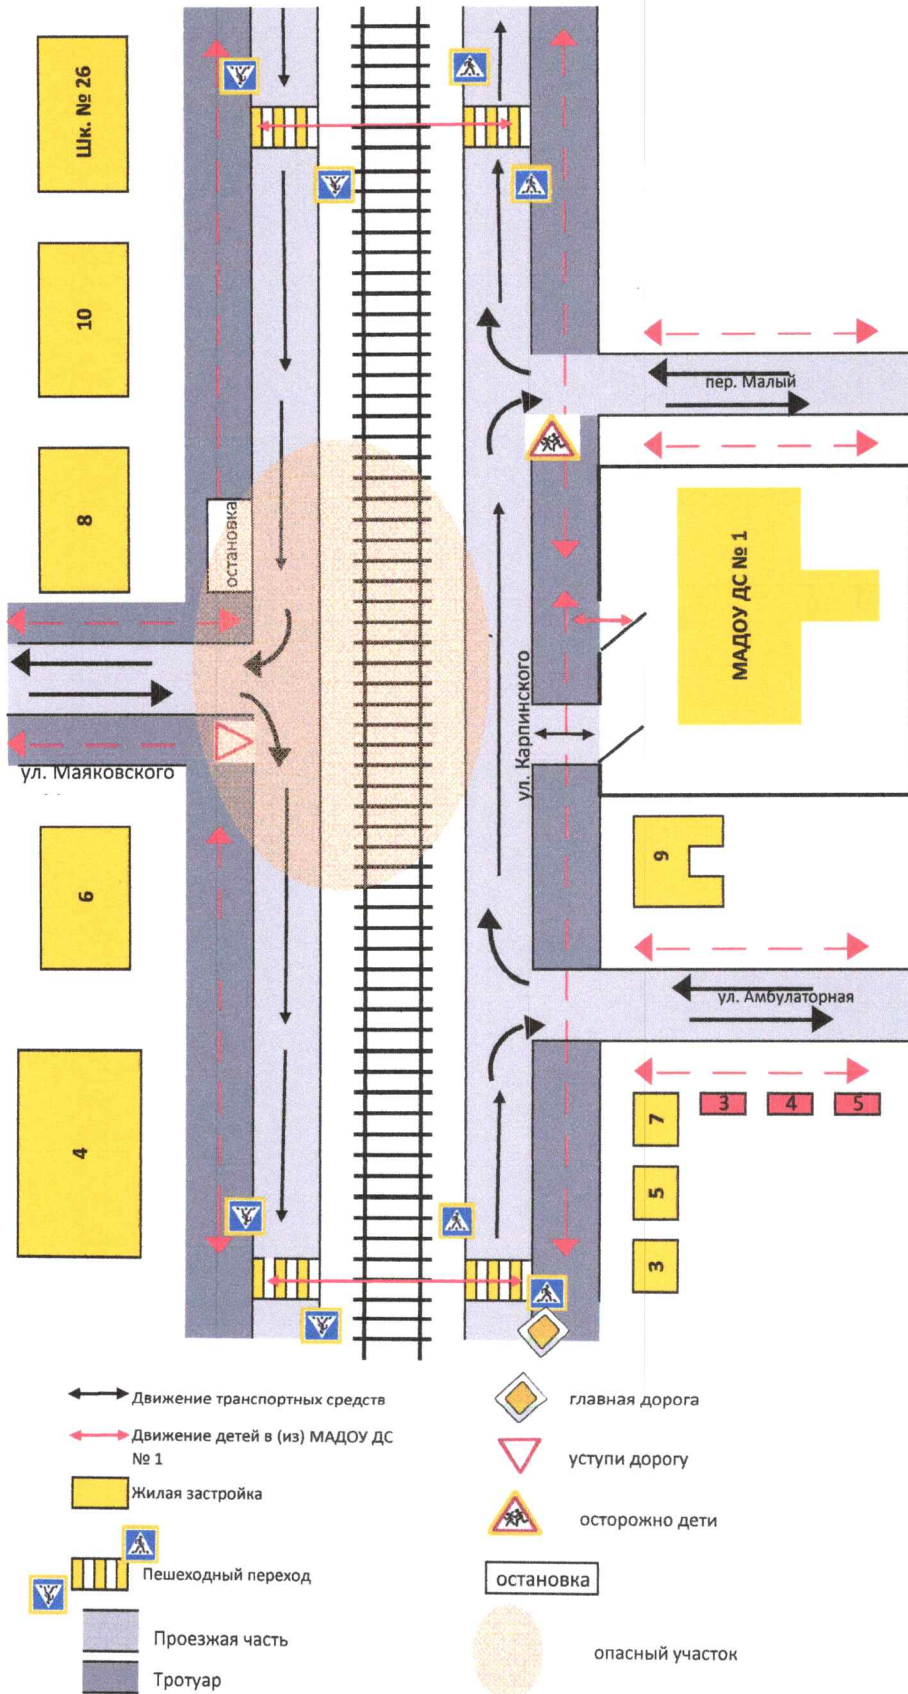 Шк. № 26
10
8
остановка
пер. Малый
МАДОУ ДС № 1
ул. Карпинского
ул. Маяковского
6
9
ул. Амбулаторная
4
7
3
4
5
5
3
Движение транспортных средств
Движение детей в (из) МАДОУ ДС
№ 1
Жилая застройка
Пешеходный переход
Проезжая часть
Тротуар
главная дорога
уступи дорогу
осторожно дети
остановка
опасный участок